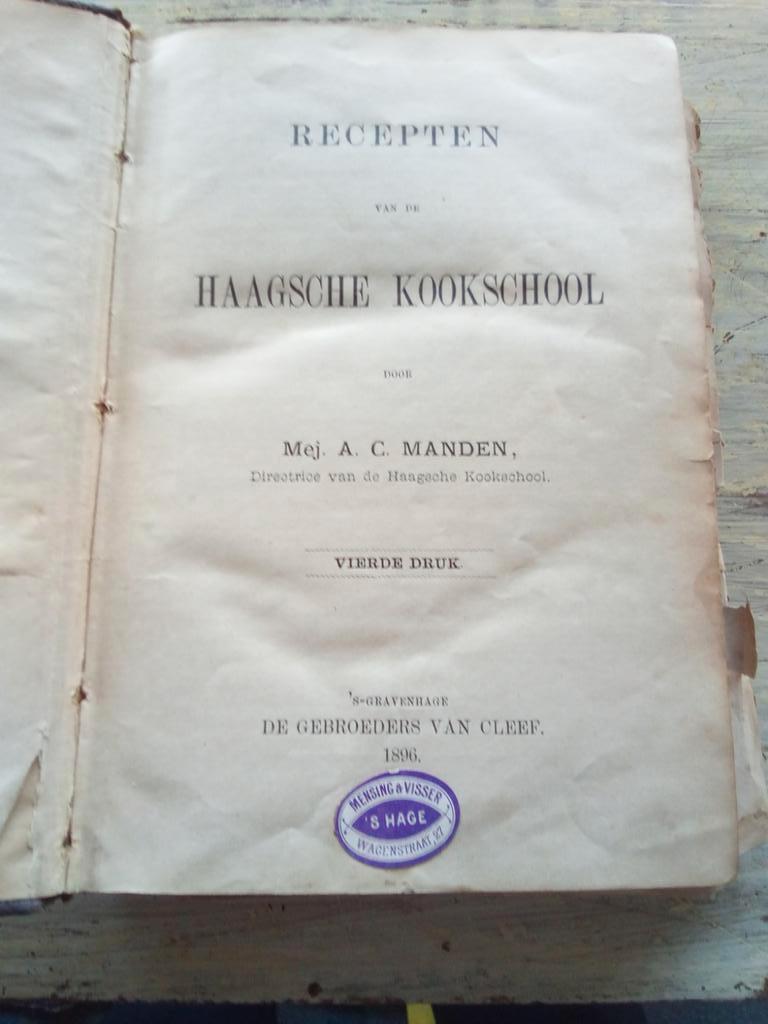 RECEPTEN
VAN DE
HAAGSCHE KOOKSCHOOL
DOOR
Mej. A. C. MANDEN,
Directrice van de Haagsche Kookschool.
VIERDE DRUK.
'S-GRAVENHAGE
DE GEBROEDERS VAN CLEEF.
1896.
MENSING & VISSER
'S HAGE
WAGENSTRAAT, 27